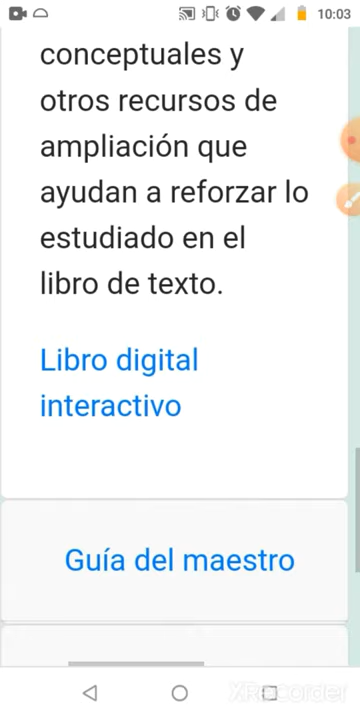 10:03
conceptuales y
otros recursos de
ampliación que
ayudan a reforzar lo
estudiado en el
libro de texto.
Libro digital
interactivo
Guía del maestro
XRecorder